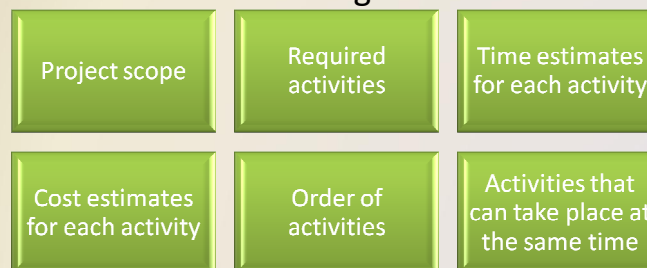 Project scope
Required
activities
Time estimates
for each activity
Cost estimates
for each activity
Order of
activities
Activities that
can take place at
the same time